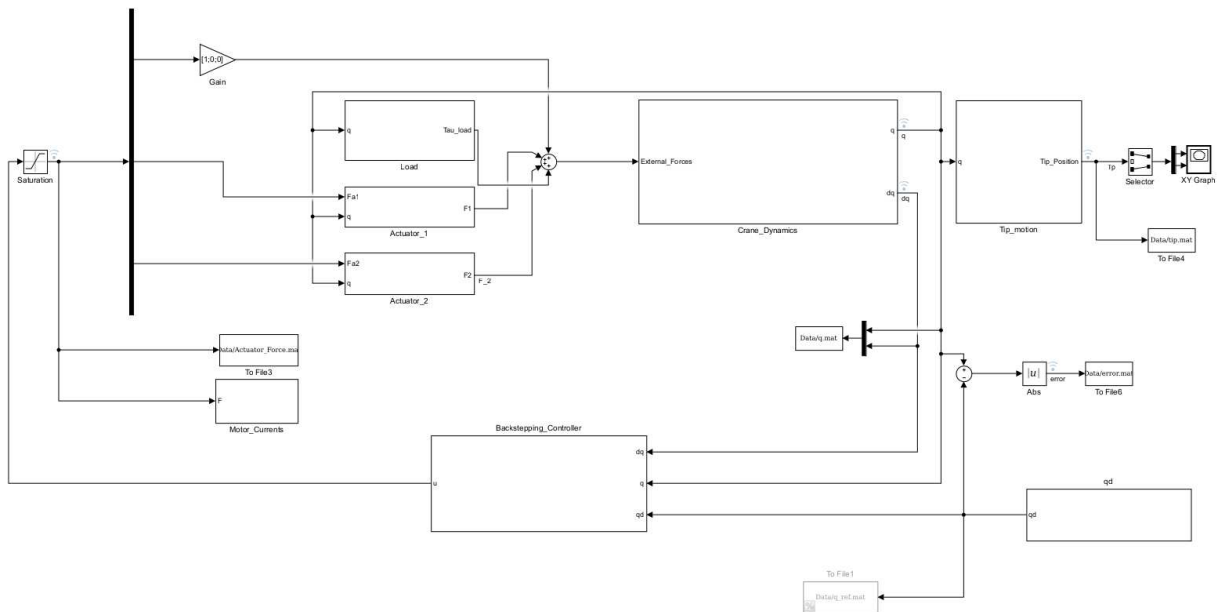 [1;0;0]
Gain
Saturation
q
Tau_load
Load
Fa1
q
F1
Actuator_1
Fa2
q
F2
F_2
Actuator_2
External_Forces
q
q
dq
dq
Crane_Dynamics
q
Tip_Position
Tip_motion
Tp
Selector
XY Graph
Data/tip.mat
To File4
Data/Actuator_Force.ma
To File3
F
Motor_Currents
Data/q.mat
|u|
Abs
error
Data/error.mat
To File6
Backstepping_Controller
dq
u
q
qd
qd
qd
To File1
Data/q_ref.mat